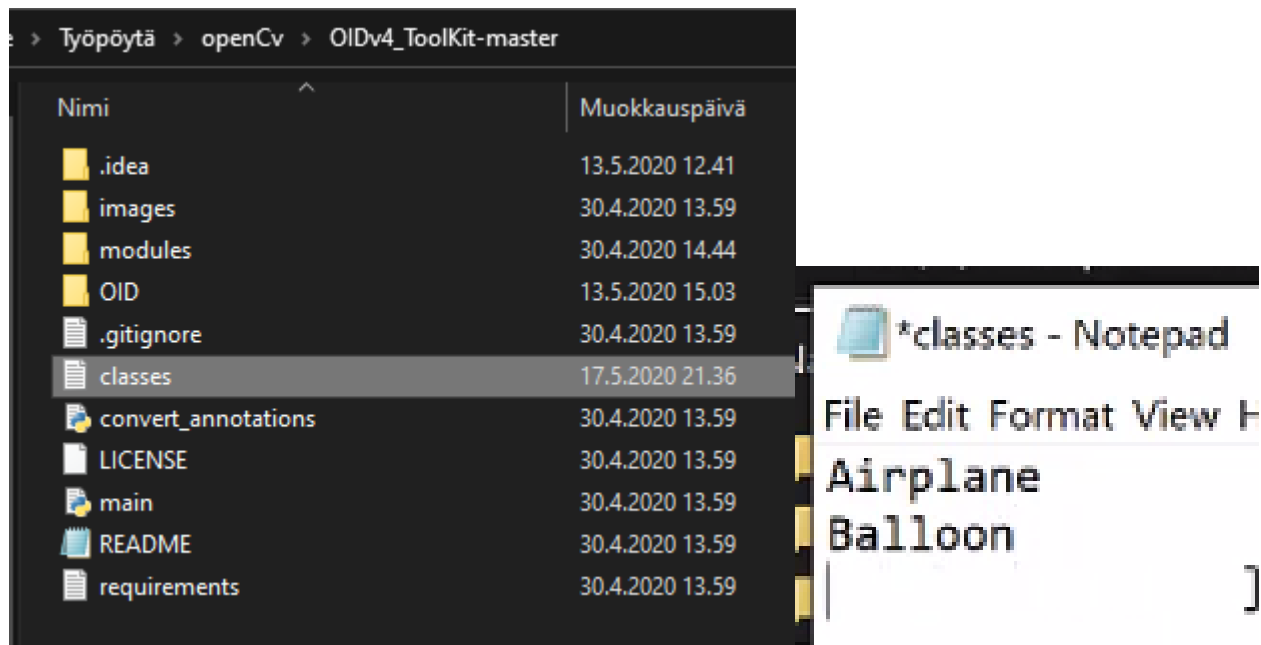 Työpöytä > openCv > OIDv4_ToolKit-master
Nimi Muokkauspäivä
.idea 13.5.2020 12.41
images 30.4.2020 13.59
modules 30.4.2020 14.44
OID 13.5.2020 15.03
.gitignore 30.4.2020 13.59
classes 17.5.2020 21.36
convert_annotations 30.4.2020 13.59
LICENSE 30.4.2020 13.59
main 30.4.2020 13.59
README 30.4.2020 13.59
requirements 30.4.2020 13.59
*classes - Notepad
File Edit Format View
Airplane
Balloon